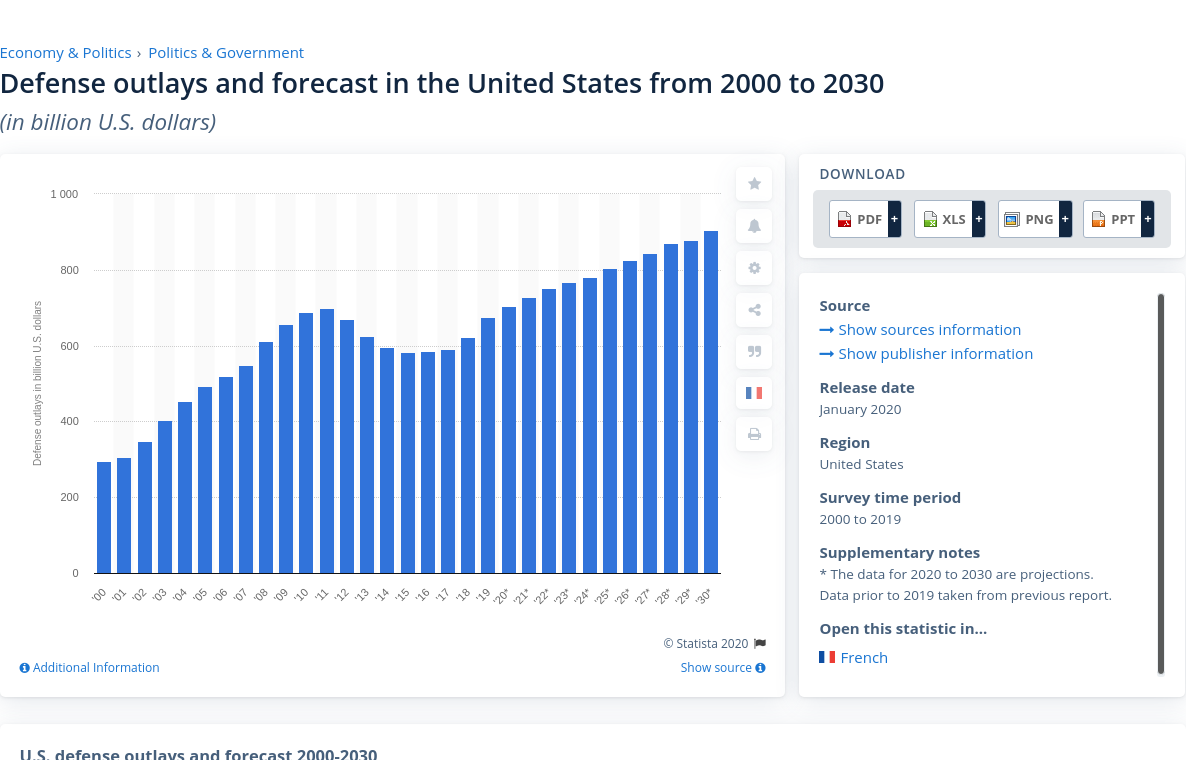 Economy & Politics › Politics & Government
Defense outlays and forecast in the United States from 2000 to 2030
(in billion U.S. dollars)
Defense outlays in billion U.S. dollars
1 000
800
600
400
200
0
'00 '01 '02 '03 '04 '05 '06 '07 '08 '09 '10 '11 '12 '13 '14 '15 '16 '17 '18 '19 '20* '21* '22* '23* '24* '25* '26* '27* '28* '29* '30*
© Statista 2020
Additional Information
Show source
DOWNLOAD
PDF + XLS + PNG + PPT +
Source
Show sources information
Show publisher information
Release date
January 2020
Region
United States
Survey time period
2000 to 2019
Supplementary notes
* The data for 2020 to 2030 are projections.
Data prior to 2019 taken from previous report.
Open this statistic in...
French
U.S. defense outlays and forecast 2000-2030